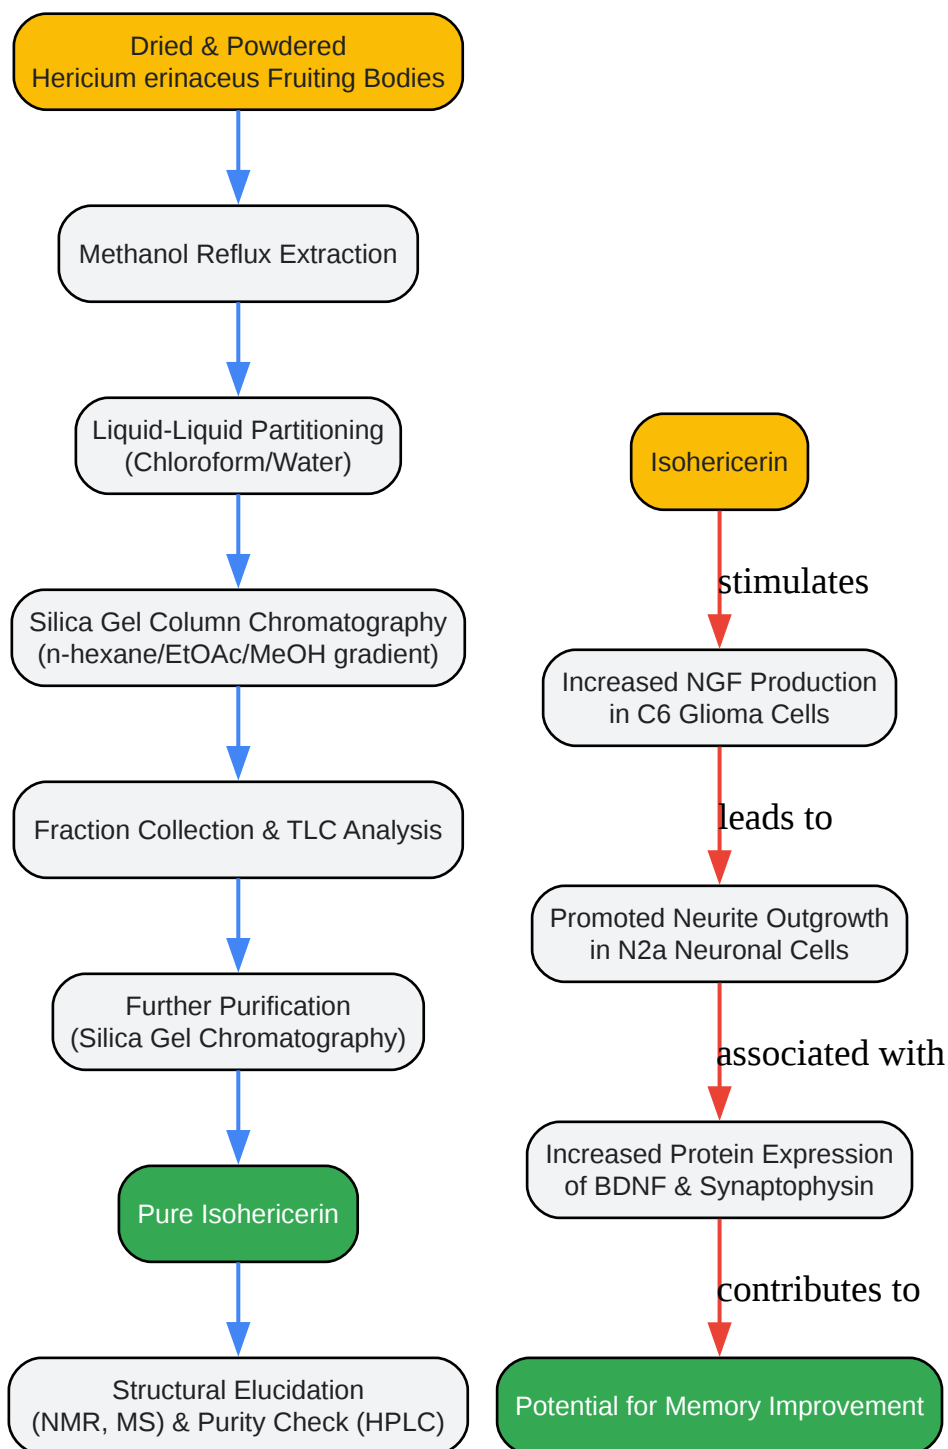 Dried & Powdered
Hericium erinaceus Fruiting Bodies
Methanol Reflux Extraction
Liquid-Liquid Partitioning
(Chloroform/Water)
Silica Gel Column Chromatography
(n-hexane/EtOAc/MeOH gradient)
Fraction Collection & TLC Analysis
Further Purification
(Silica Gel Chromatography)
Pure Isohericerin
Structural Elucidation
(NMR, MS) & Purity Check (HPLC)
Isohericerin
stimulates
Increased NGF Production
in C6 Glioma Cells
leads to
Promoted Neurite Outgrowth
in N2a Neuronal Cells
associated with
Increased Protein Expression
of BDNF & Synaptophysin
contributes to
Potential for Memory Improvement